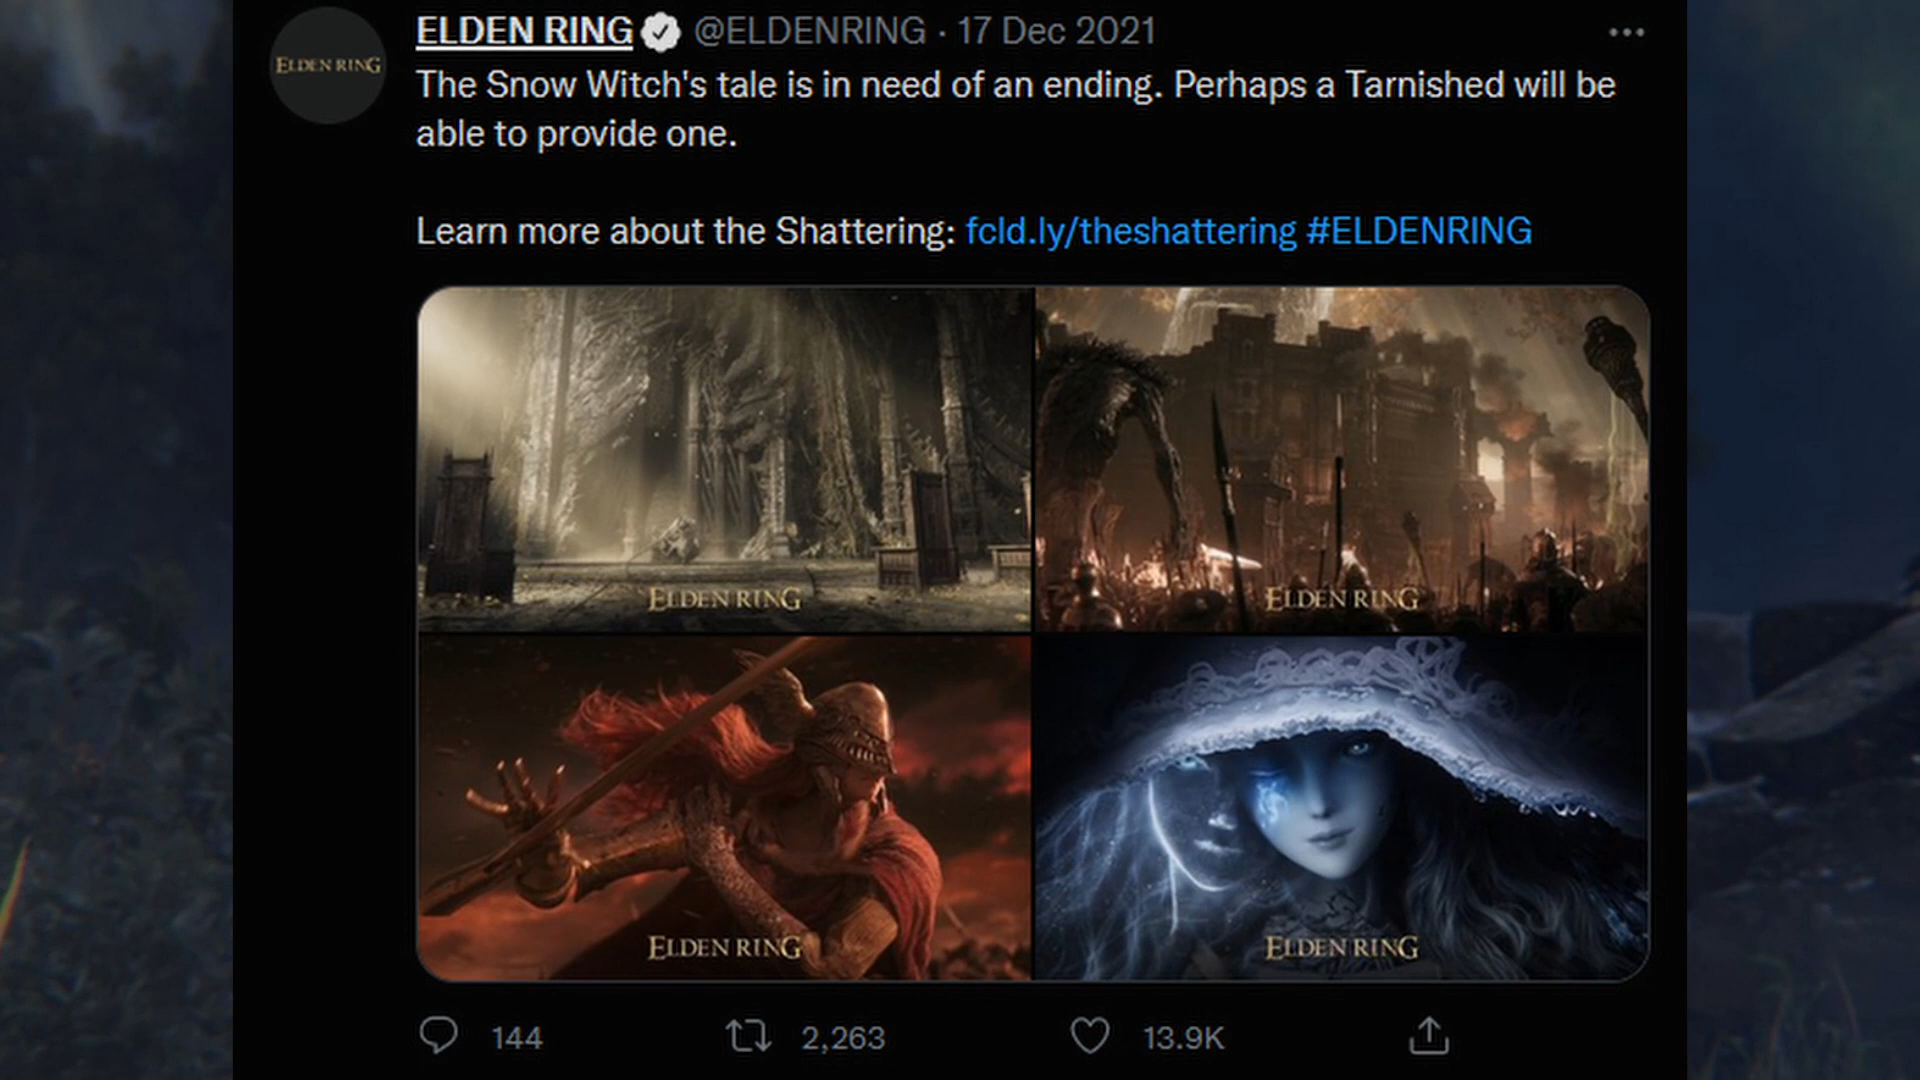 ELDEN RING @ELDENRING · 17 Dec 2021
ELDEN RING
The Snow Witch's tale is in need of an ending. Perhaps a Tarnished will be
able to provide one.
Learn more about the Shattering: fcld.ly/theshattering #ELDENRING
ELDEN RING
ELDEN RING
ELDEN RING
ELDEN RING
144 2,263 13.9K